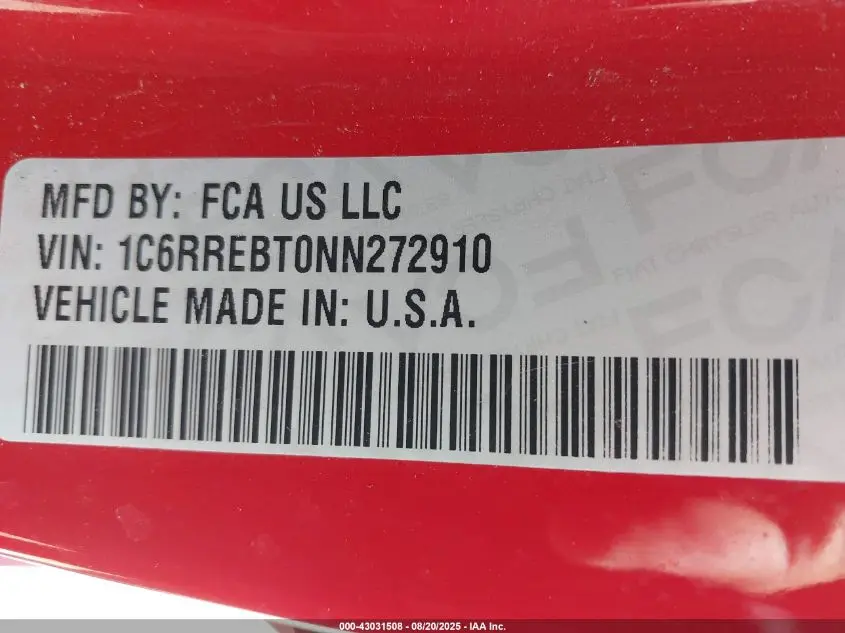 MFD BY: FCA US LLC
VIN: 1C6RREBT0NN272910
VEHICLE MADE IN: U.S.A.
000-43031508 - 08/20/2025 - IAA Inc.